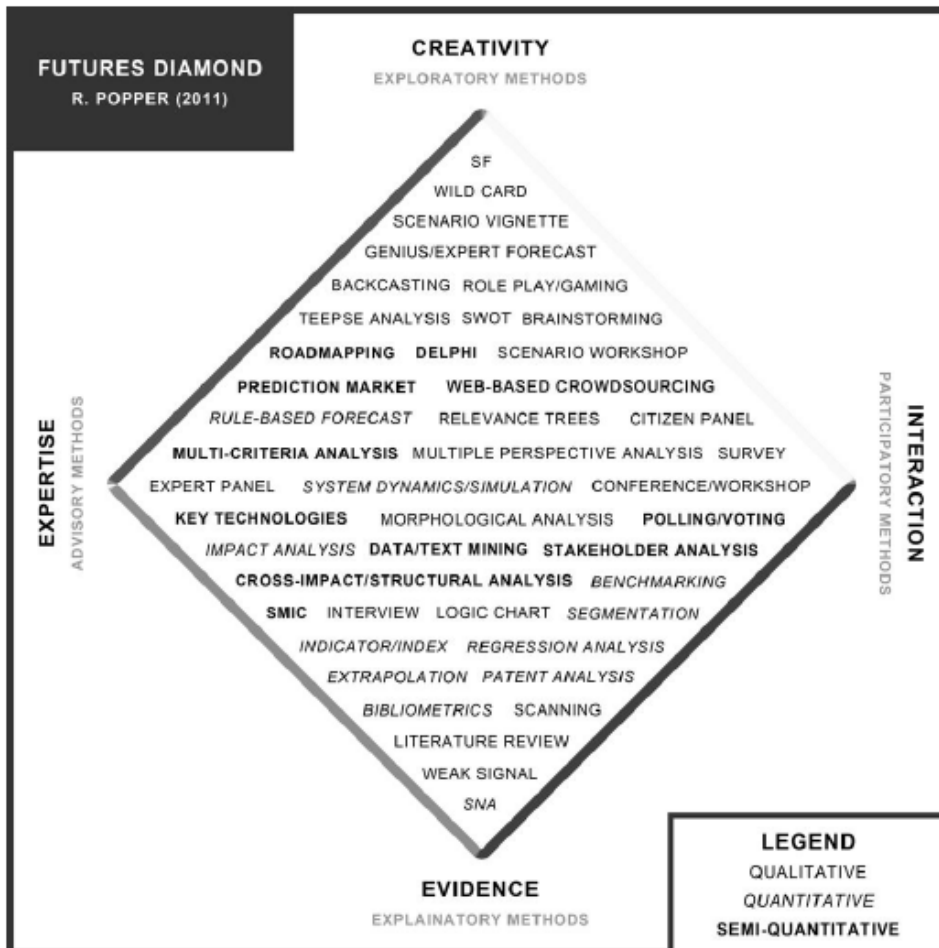 FUTURES DIAMOND
R. POPPER (2011)
CREATIVITY
EXPLORATORY METHODS
SF
WILD CARD
SCENARIO VIGNETTE
GENIUS/EXPERT FORECAST
BACKCASTING ROLE PLAY/GAMING
TEEPSE ANALYSIS SWOT BRAINSTORMING
ROADMAPPING DELPHI SCENARIO WORKSHOP
PREDICTION MARKET WEB-BASED CROWDSOURCING
RULE-BASED FORECAST RELEVANCE TREES CITIZEN PANEL
MULTI-CRITERIA ANALYSIS MULTIPLE PERSPECTIVE ANALYSIS SURVEY
EXPERT PANEL SYSTEM DYNAMICS/SIMULATION CONFERENCE/WORKSHOP
KEY TECHNOLOGIES MORPHOLOGICAL ANALYSIS POLLING/VOTING
IMPACT ANALYSIS DATA/TEXT MINING STAKEHOLDER ANALYSIS
CROSS-IMPACT/STRUCTURAL ANALYSIS BENCHMARKING
SMIC INTERVIEW LOGIC CHART SEGMENTATION
INDICATOR/INDEX REGRESSION ANALYSIS
EXTRAPOLATION PATENT ANALYSIS
BIBLIOMETRICS SCANNING
LITERATURE REVIEW
WEAK SIGNAL
SNA
EXPERTISE
ADVISORY METHODS
INTERACTION
PARTICIPATORY METHODS
EVIDENCE
EXPLAINATORY METHODS
LEGEND
QUALITATIVE
QUANTITATIVE
SEMI-QUANTITATIVE